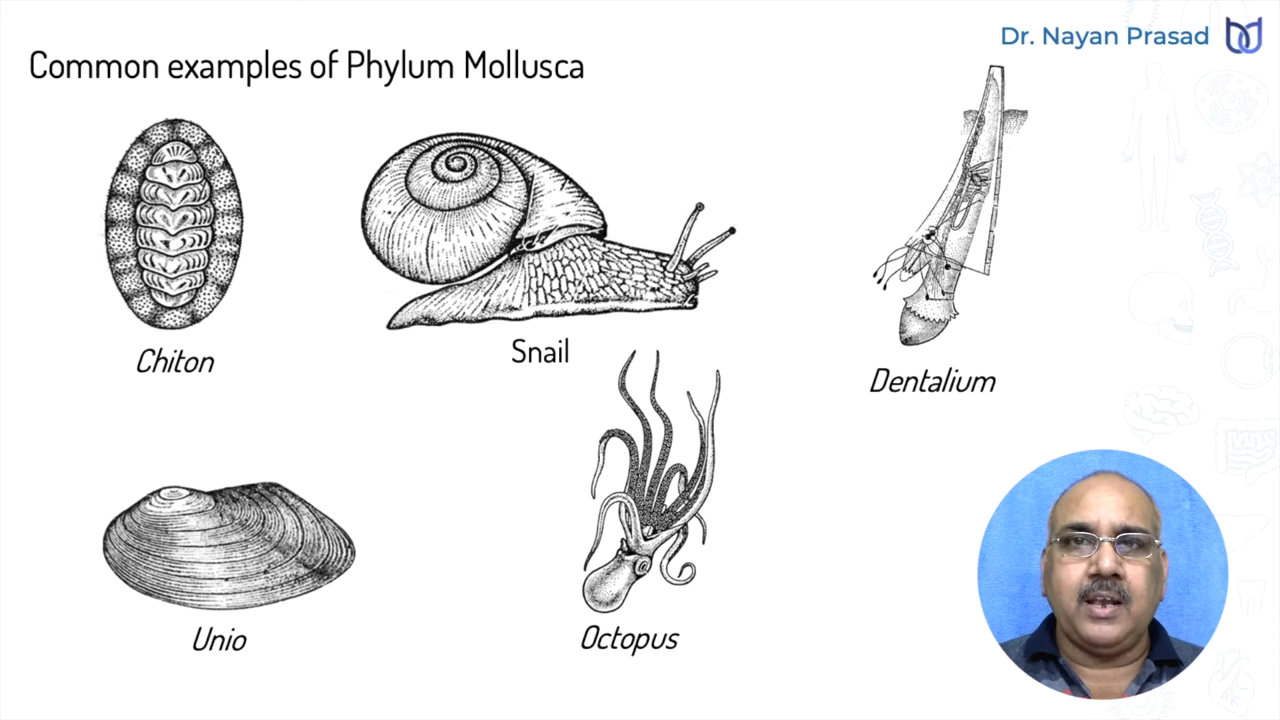 Dr. Nayan Prasad
Common examples of Phylum Mollusca
Chiton
Snail
Dentalium
Unio
Octopus